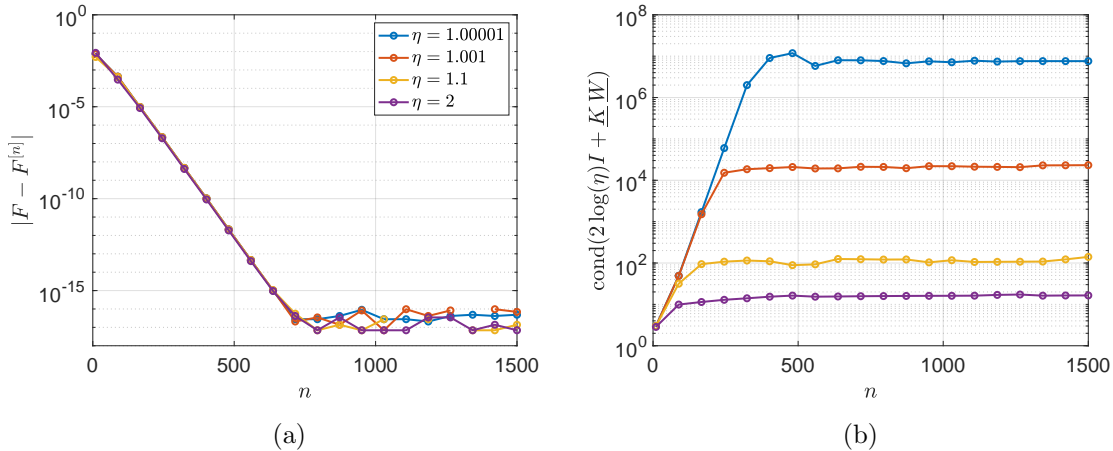 10^0
10^{-5}
10^{-10}
10^{-15}
|F − F^{[n]}|
η = 1.00001
η = 1.001
η = 1.1
η = 2
0 500 1000 1500
n
(a)
10^8
10^6
10^4
10^2
10^0
cond(2 log(η)I + K W)
0 500 1000 1500
n
(b)